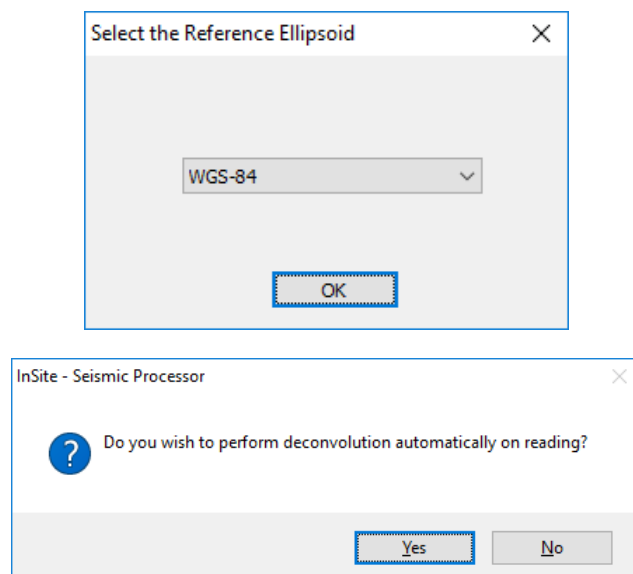 Select the Reference Ellipsoid
WGS-84
OK
InSite - Seismic Processor
Do you wish to perform deconvolution automatically on reading?
Yes
No